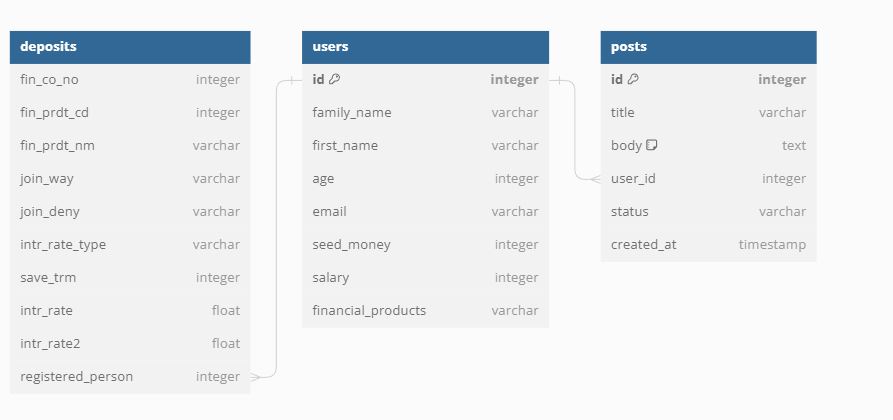 deposits
fin_co_no integer
fin_prdt_cd integer
fin_prdt_nm varchar
join_way varchar
join_deny varchar
intr_rate_type varchar
save_trm integer
intr_rate float
intr_rate2 float
registered_person integer
users
id integer
family_name varchar
first_name varchar
age integer
email varchar
seed_money integer
salary integer
financial_products varchar
posts
id integer
title varchar
body text
user_id integer
status varchar
created_at timestamp